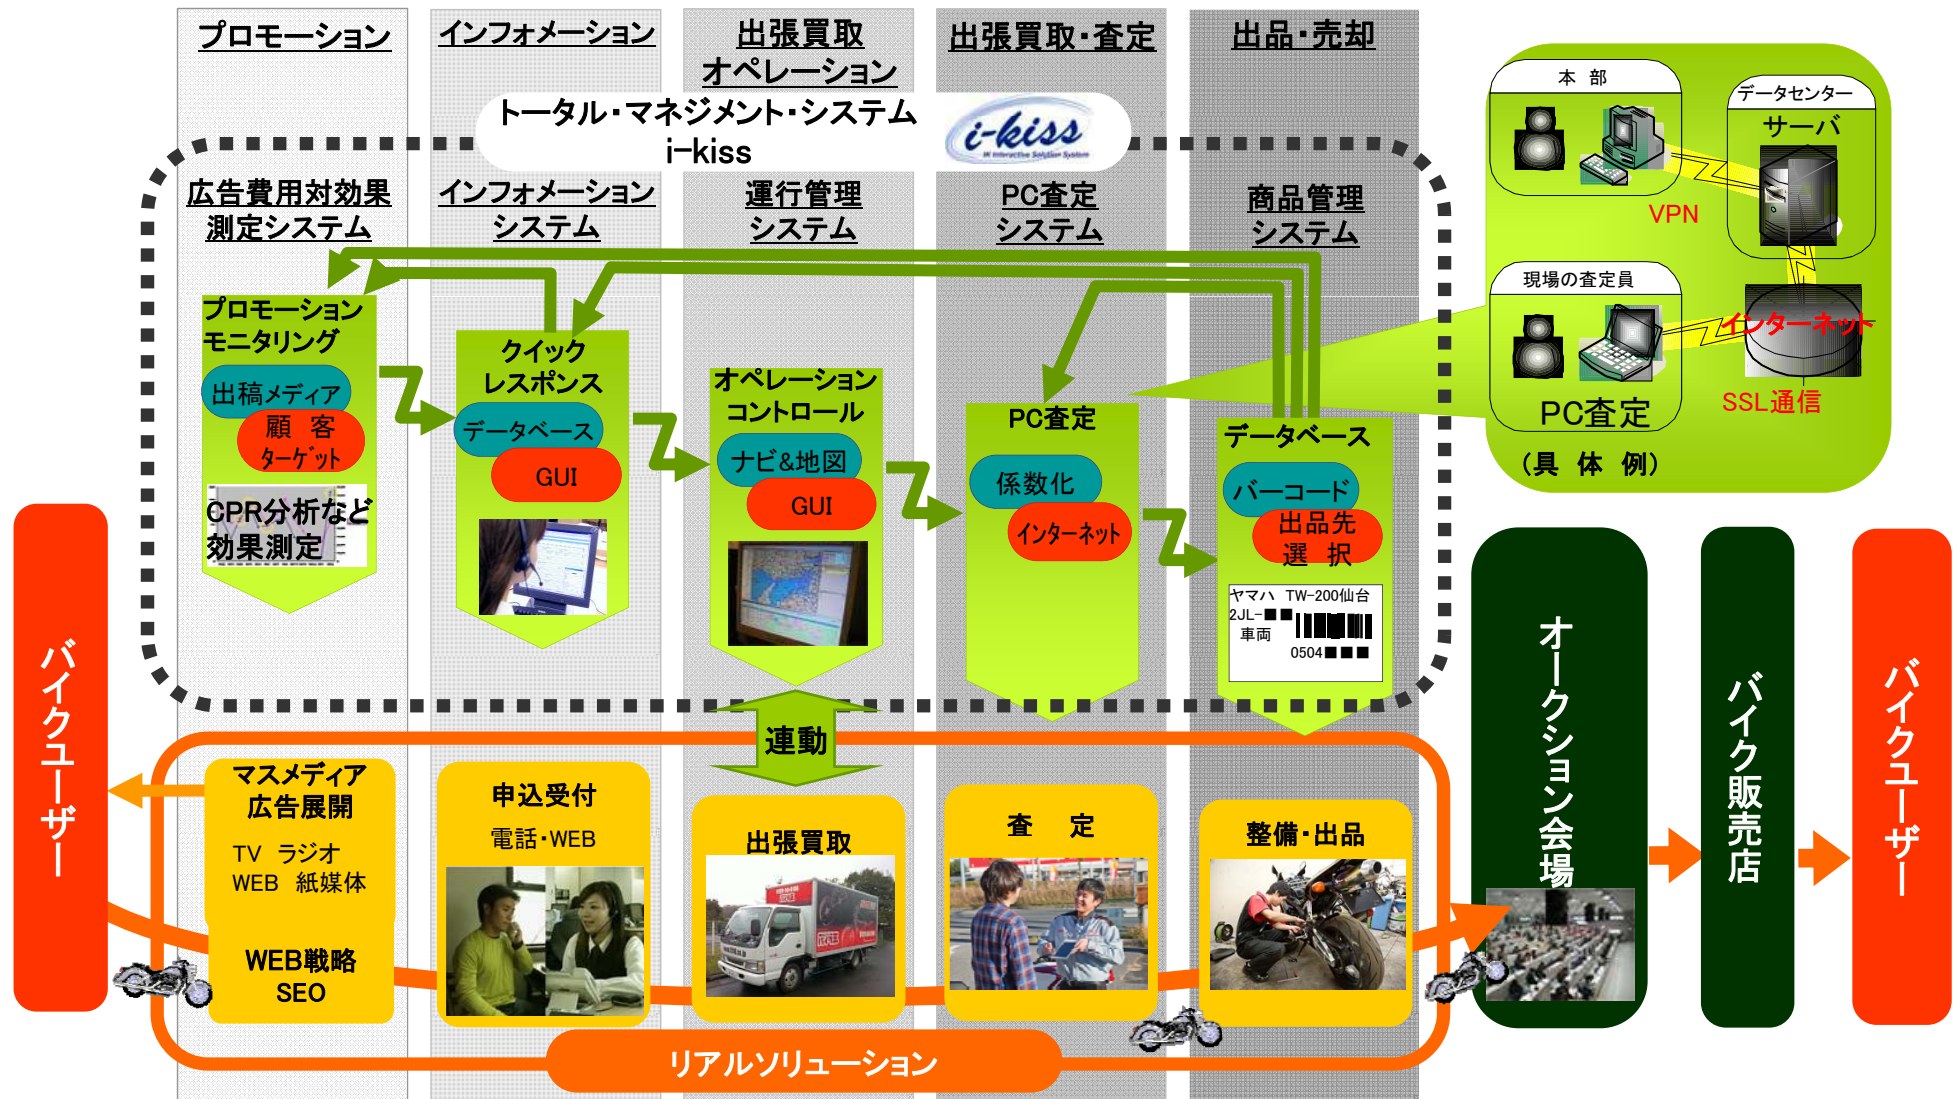 プロモーション
インフォメーション
出張買取
オペレーション
出張買取・査定
出品・売却
トータル・マネジメント・システム
i-kiss
i-kiss
IK Interactive Solution System
広告費用対効果
測定システム
インフォメーション
システム
運行管理
システム
PC査定
システム
商品管理
システム
プロモーション
モニタリング
出稿メディア
顧 客
ターゲット
CPR分析など
効果測定
クイック
レスポンス
データベース
GUI
オペレーション
コントロール
ナビ&地図
GUI
PC査定
係数化
インターネット
データベース
バーコード
出品先
選 択
ヤマハ TW-200仙台
2JL-■■
車両
0504■■■
本 部
データセンター
サーバ
VPN
現場の査定員
インターネット
SSL通信
PC査定
(具 体 例)
連動
バイクユーザー
マスメディア
広告展開
TV ラジオ
WEB 紙媒体
WEB戦略
SEO
申込受付
電話・WEB
出張買取
査 定
整備・出品
リアルソリューション
オークション会場
バイク販売店
バイクユーザー